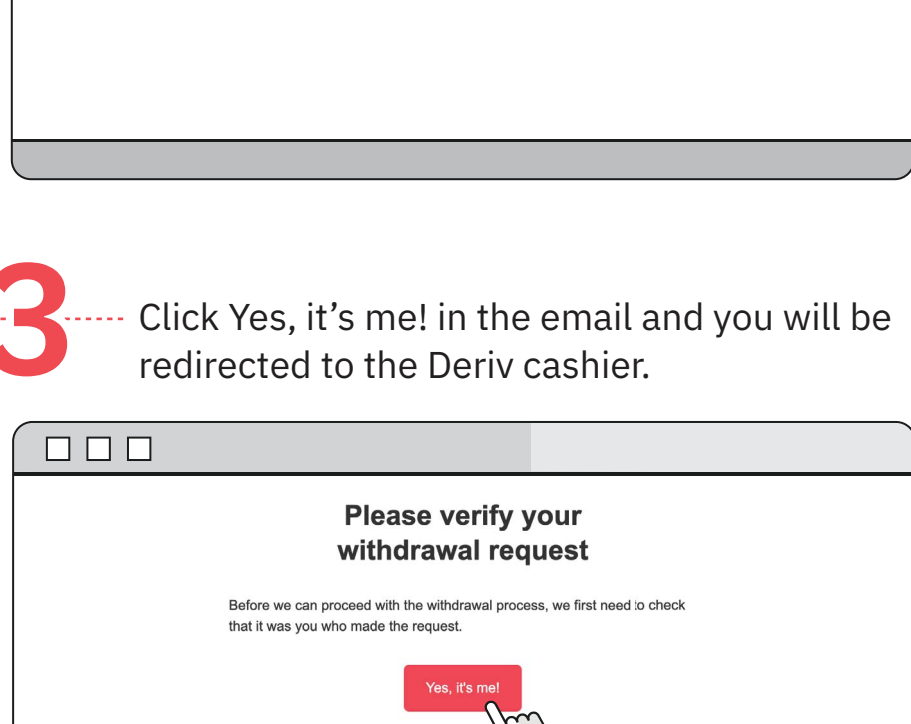 3
Click Yes, it’s me! in the email and you will be
redirected to the Deriv cashier.
Please verify your
withdrawal request
Before we can proceed with the withdrawal process, we first need to check
that it was you who made the request.
Yes, it's me!